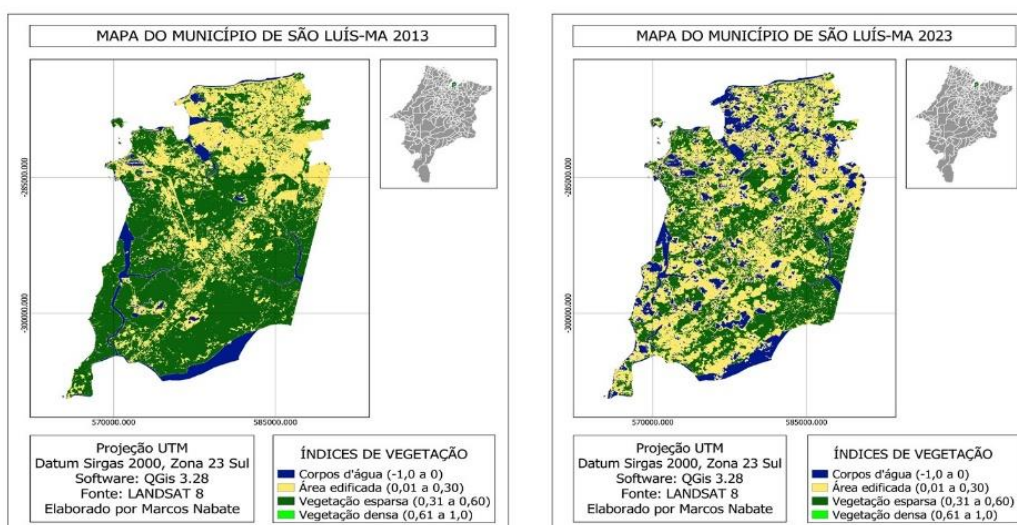 MAPA DO MUNICÍPIO DE SÃO LUÍS-MA 2013
-285000.000
-300000.000
570000.000
585000.000
Projeção UTM
Datum Sirgas 2000, Zona 23 Sul
Software: QGis 3.28
Fonte: LANDSAT 8
Elaborado por Marcos Nabate
ÍNDICES DE VEGETAÇÃO
Corpos d'água (-1,0 a 0)
Área edificada (0,01 a 0,30)
Vegetação esparsa (0,31 a 0,60)
Vegetação densa (0,61 a 1,0)
MAPA DO MUNICÍPIO DE SÃO LUÍS-MA 2023
-285000.000
-300000.000
570000.000
585000.000
Projeção UTM
Datum Sirgas 2000, Zona 23 Sul
Software: QGis 3.28
Fonte: LANDSAT 8
Elaborado por Marcos Nabate
ÍNDICES DE VEGETAÇÃO
Corpos d'água (-1,0 a 0)
Área edificada (0,01 a 0,30)
Vegetação esparsa (0,31 a 0,60)
Vegetação densa (0,61 a 1,0)